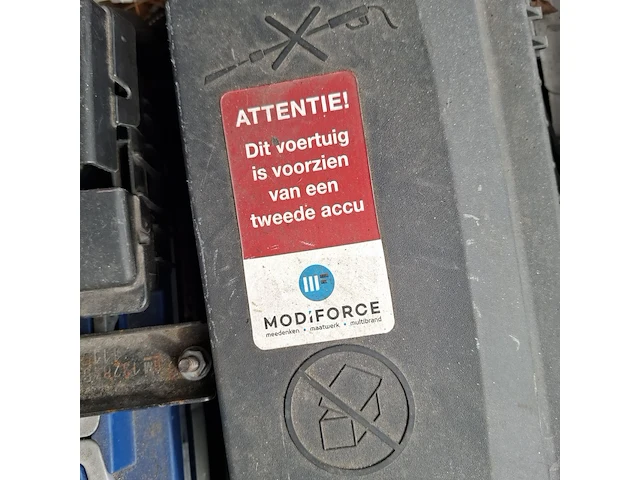 ATTENTIE!
Dit voertuig
is voorzien
van een
tweede accu
MODiFORCE
meedenken • maatwerk • multibrand